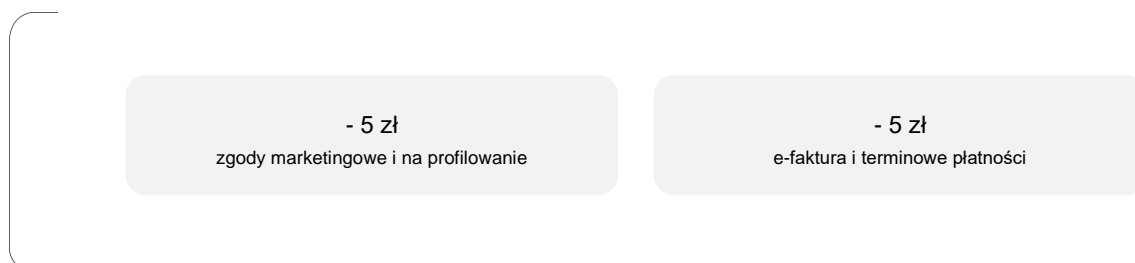 - 5 zł
zgody marketingowe i na profilowanie
- 5 zł
e-faktura i terminowe płatności